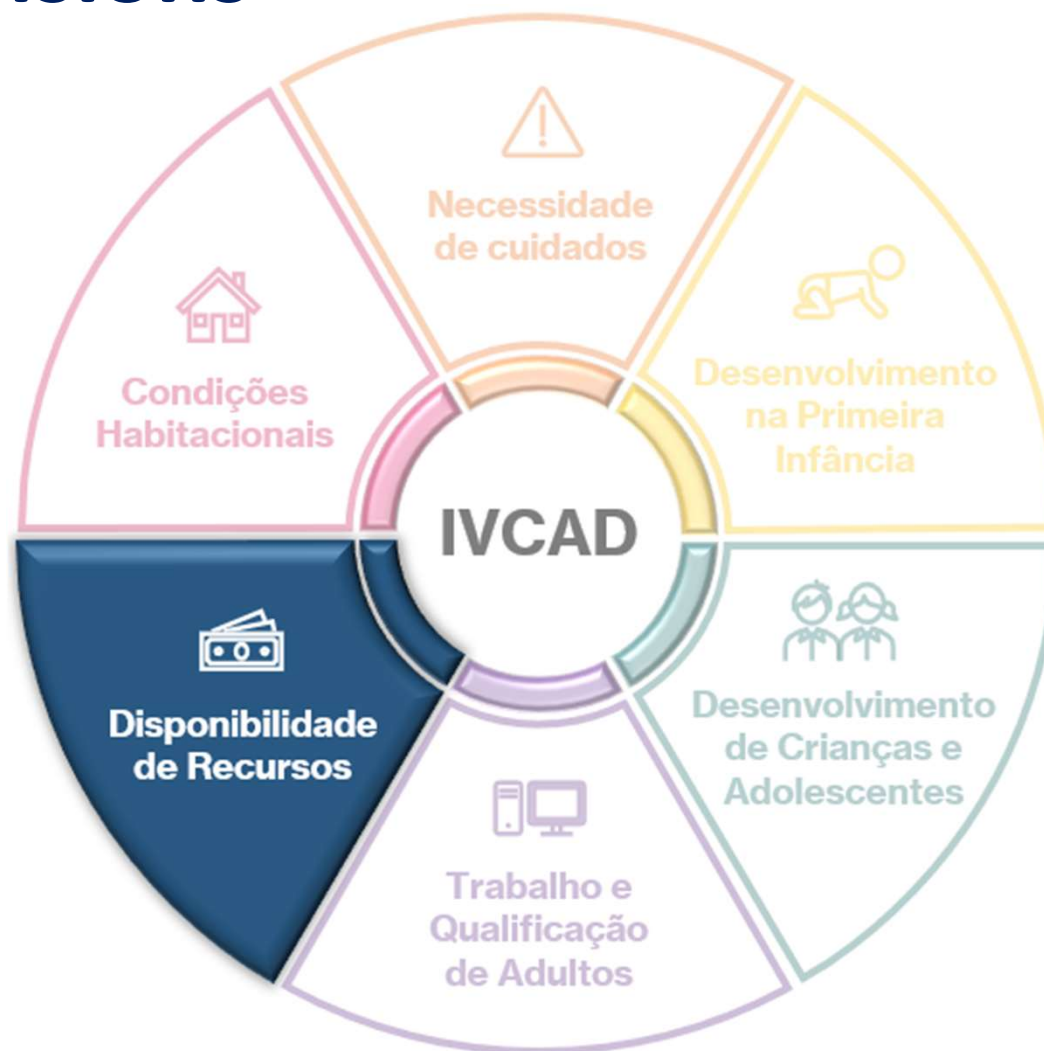 Necessidade
de cuidados
Desenvolvimento
na Primeira
Infância
Desenvolvimento
de Crianças e
Adolescentes
Trabalho e
Qualificação
de Adultos
Disponibilidade
de Recursos
Condições
Habitacionais
IVCAD